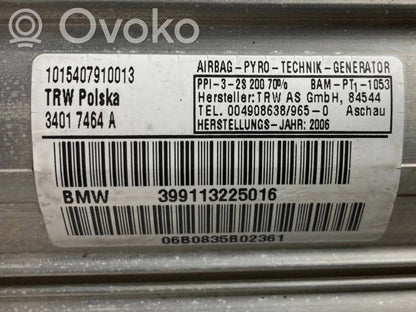 OVOKO
1015407910013
TRW Polska
3401 7464 A
AIRBAG-PYRO-TECHNIK-GENERATOR
PPI-3-2S 200 70% BAM-PT1-1053
Hersteller: TRW AS GmbH, 84544
TEL. 004908638/965-0 Aschau
HERSTELLUNGS-JAHR: 2006
BMW 399113225016
06B0835B02361